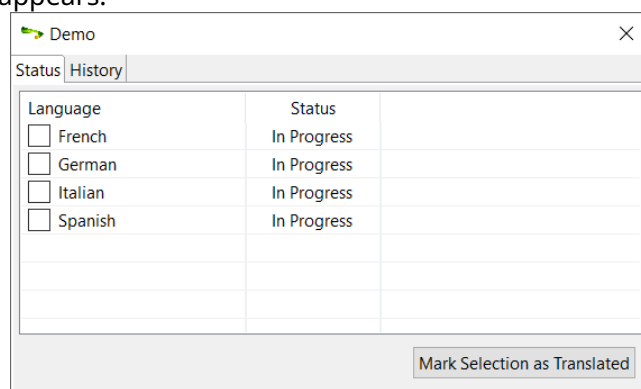 appears.
Demo
Status History
Language Status
French In Progress
German In Progress
Italian In Progress
Spanish In Progress
Mark Selection as Translated